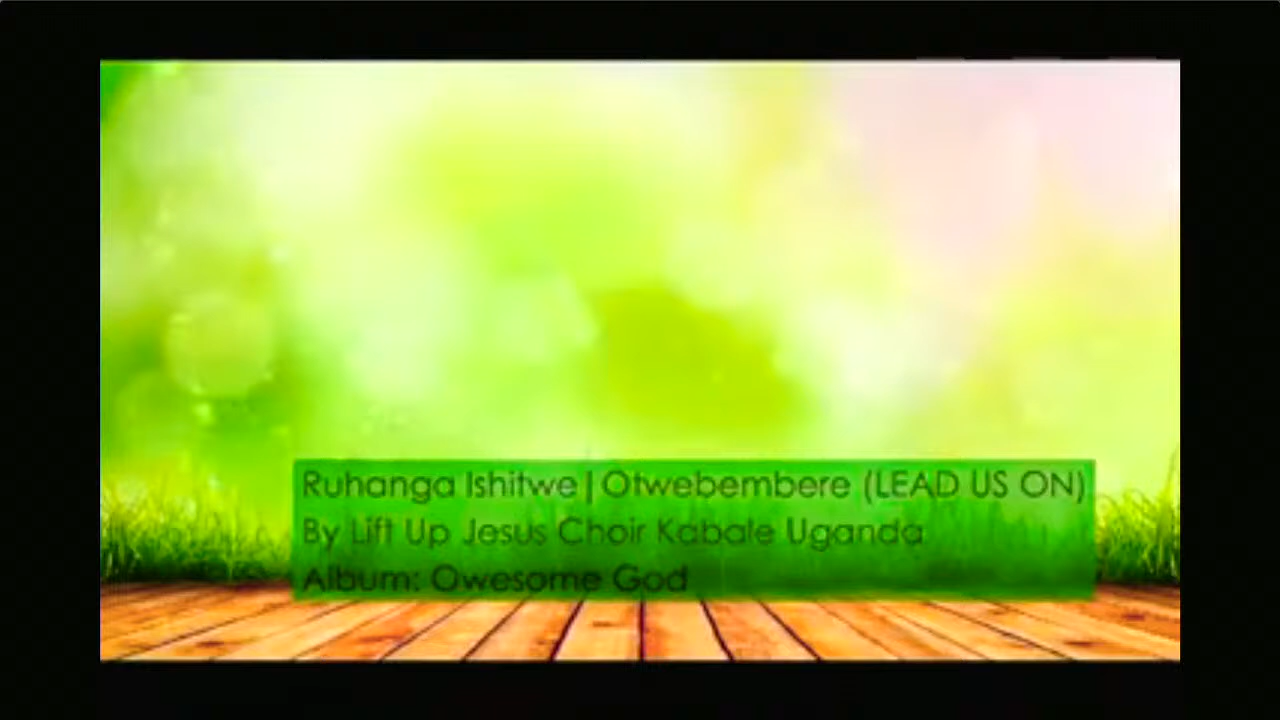 Ruhanga Ishitwe|Otwebembere (LEAD US ON)
By Lift Up Jesus Choir Kabale Uganda
Album: Owesome God